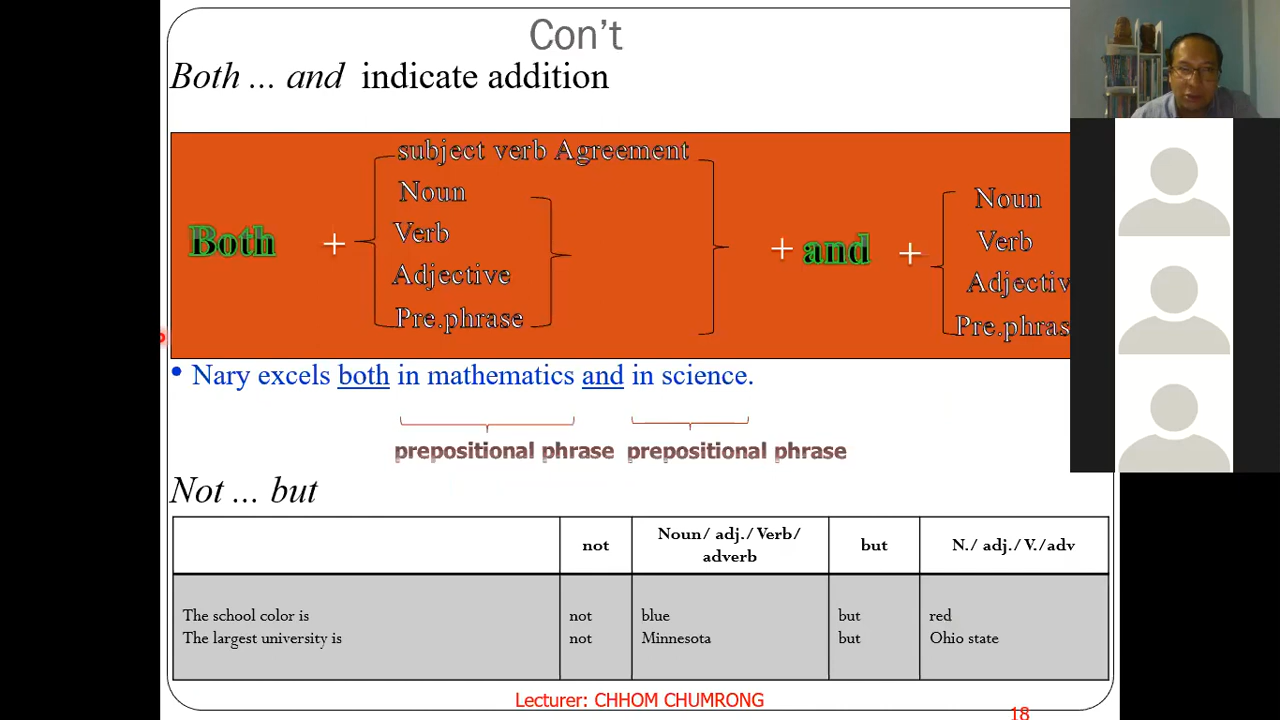 Con't
Both ... and indicate addition
subject verb Agreement
Noun
Verb
Adjective
Pre.phrase
Both +
+ and +
Noun
Verb
Adjectiv
Pre.phras
• Nary excels both in mathematics and in science.
prepositional phrase prepositional phrase
Not ... but
not Noun/ adj./ Verb/ adverb but N./ adj./ V./adv
The school color is not blue but red
The largest university is not Minnesota but Ohio state
Lecturer: CHHOM CHUMRONG
18